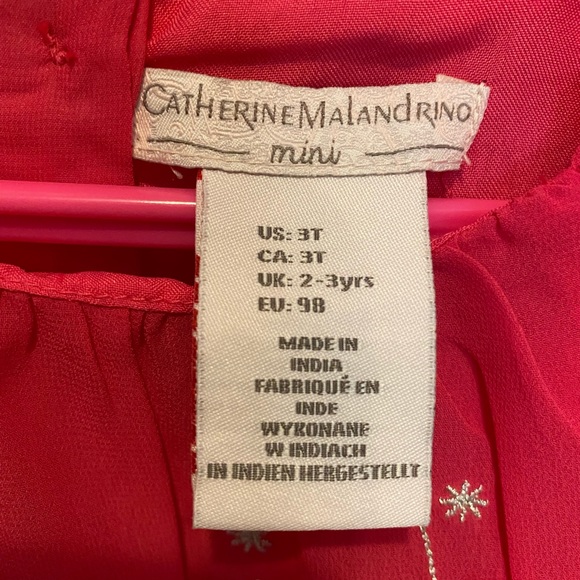 CATHERINE MALANDRINO
mini
US: 3T
CA: 3T
UK: 2-3yrs
EU: 98
MADE IN
INDIA
FABRIQUÉ EN
INDE
WYKONANE
W INDIACH
IN INDIEN HERGESTELLT